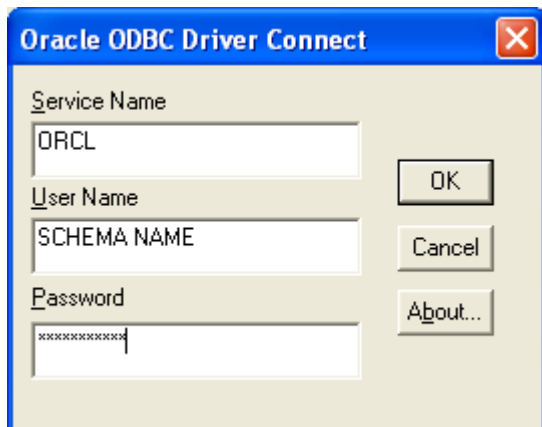 Oracle ODBC Driver Connect
Service Name
ORCL
OK
User Name
SCHEMA NAME
Cancel
Password
About...
***********